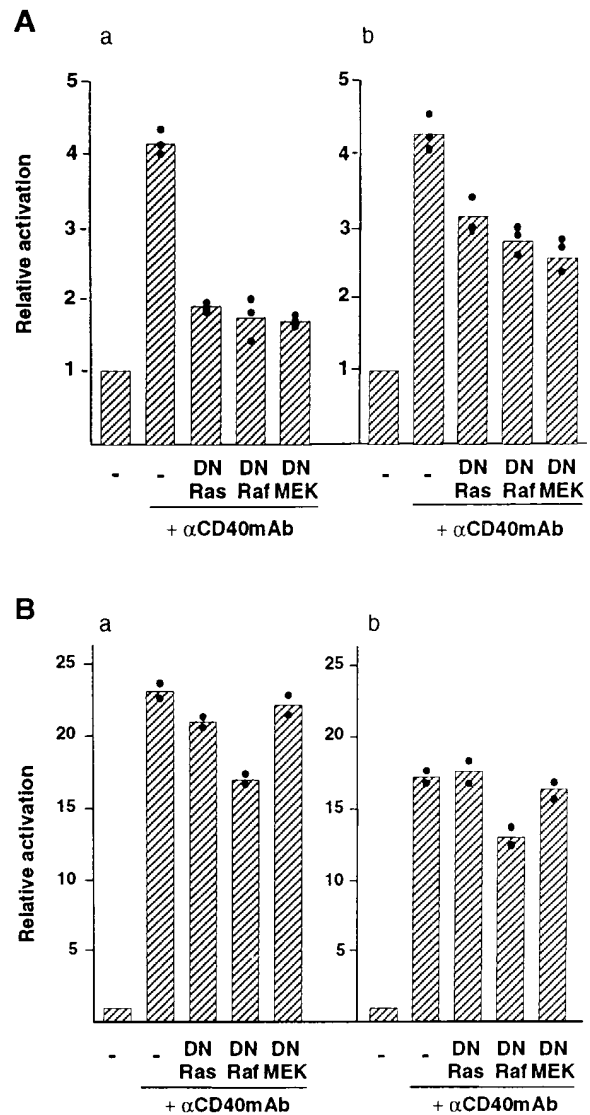 A
a
b
Relative activation
5
4
3
2
1
5
4
3
2
1
- - DN DN DN
Ras Raf MEK
+ αCD40mAb
- - DN DN DN
Ras Raf MEK
+ αCD40mAb
B
a
b
Relative activation
25
20
15
10
5
25
20
15
10
5
- - DN DN DN
Ras Raf MEK
+ αCD40mAb
- - DN DN DN
Ras Raf MEK
+ αCD40mAb